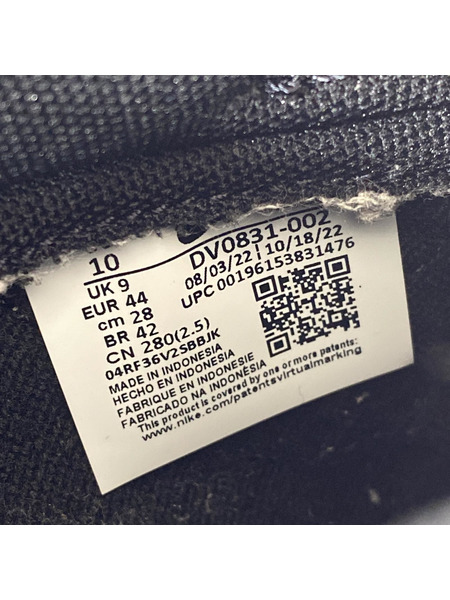 10
DV0831-002
UK 9
08/03/22 | 10/18/22
EUR 44
UPC 00196153831476
cm 28
BR 42
CN 280(2.5)
04RF36V2SBBJK
MADE IN INDONESIA
HECHO EN INDONESIA
FABRIQUE EN INDONESIE
FABRICADO NA INDONÉSIA
This product is covered by one or more patents:
www.nike.com/patentsvirtualmarking